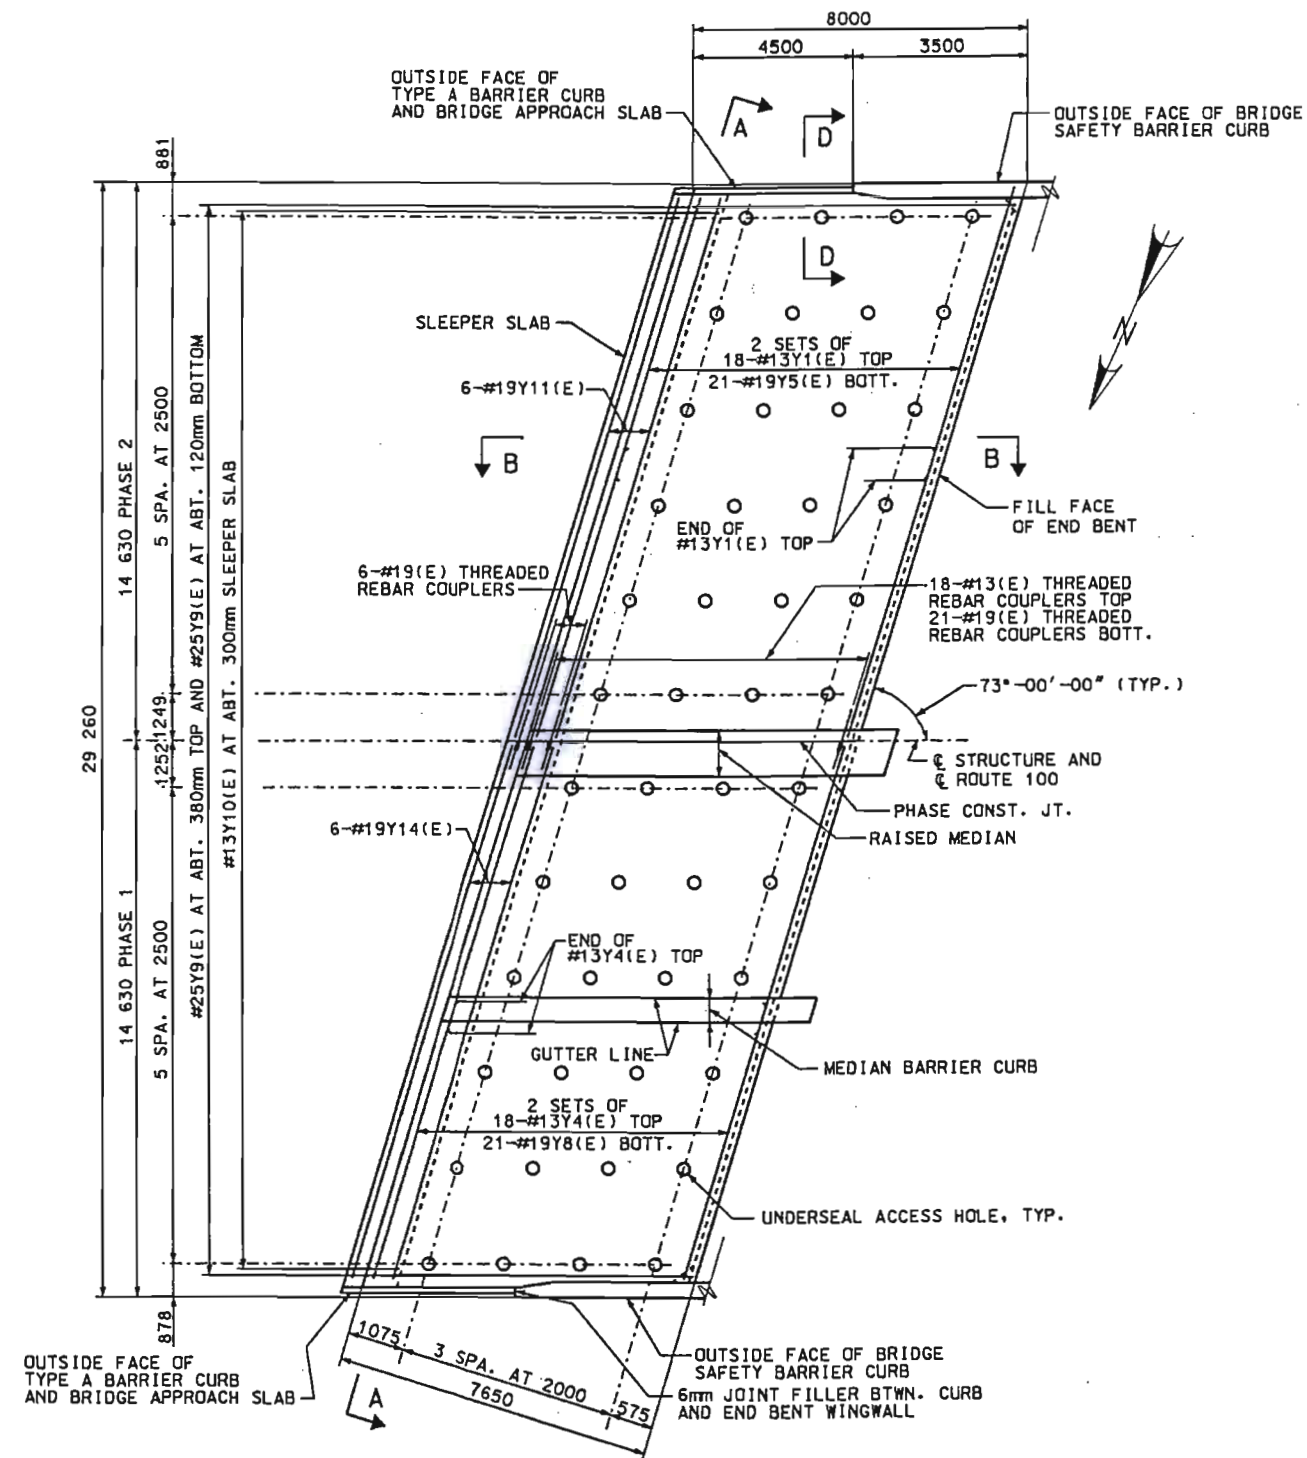 8000
4500
3500
OUTSIDE FACE OF
TYPE A BARRIER CURB
AND BRIDGE APPROACH SLAB
A
D
OUTSIDE FACE OF BRIDGE
SAFETY BARRIER CURB
881
D
N
SLEEPER SLAB
2 SETS OF
18-#13Y1(E) TOP
21-#19Y5(E) BOTT.
6-#19Y11(E)
B
B
END OF
#13Y1(E) TOP
FILL FACE
OF END BENT
6-#19(E) THREADED
REBAR COUPLERS
18-#13(E) THREADED
REBAR COUPLERS TOP
21-#19(E) THREADED
REBAR COUPLERS BOTT.
73°-00'-00" (TYP.)
29 260
14 630 PHASE 2
14 630 PHASE 1
5 SPA. AT 2500
1249
1252
5 SPA. AT 2500
#25Y9(E) AT ABT. 380mm TOP AND #25Y9(E) AT ABT. 120mm BOTTOM
#13Y10(E) AT ABT. 300mm SLEEPER SLAB
℄ STRUCTURE AND
℄ ROUTE 100
PHASE CONST. JT.
RAISED MEDIAN
6-#19Y14(E)
END OF
#13Y4(E) TOP
GUTTER LINE
MEDIAN BARRIER CURB
2 SETS OF
18-#13Y4(E) TOP
21-#19Y8(E) BOTT.
UNDERSEAL ACCESS HOLE, TYP.
878
1075
3 SPA. AT 2000
575
7650
OUTSIDE FACE OF
TYPE A BARRIER CURB
AND BRIDGE APPROACH SLAB
A
OUTSIDE FACE OF BRIDGE
SAFETY BARRIER CURB
6mm JOINT FILLER BTWN. CURB
AND END BENT WINGWALL